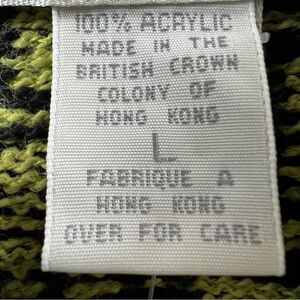 100% ACRYLIC
MADE IN THE
BRITISH CROWN
COLONY OF
HONG KONG
L
FABRIQUE A
HONG KONG
OVER FOR CARE